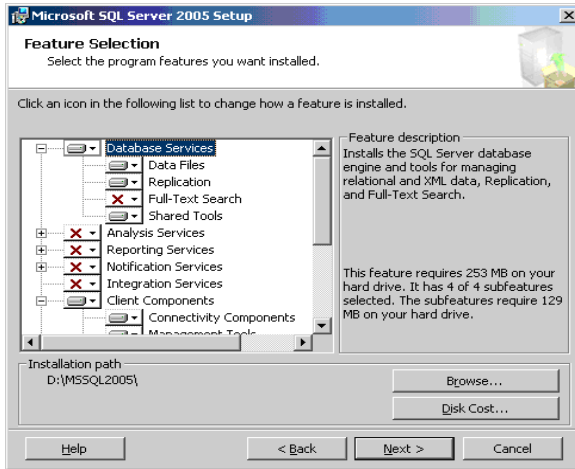 Microsoft SQL Server 2005 Setup
Feature Selection
Select the program features you want installed.
Click an icon in the following list to change how a feature is installed.
Database Services
Data Files
Replication
Full-Text Search
Shared Tools
Analysis Services
Reporting Services
Notification Services
Integration Services
Client Components
Connectivity Components
Management Tools
Feature description
Installs the SQL Server database
engine and tools for managing
relational and XML data, Replication,
and Full-Text Search.
This feature requires 253 MB on your
hard drive. It has 4 of 4 subfeatures
selected. The subfeatures require 129
MB on your hard drive.
Installation path
D:\MSSQL2005\
Browse...
Disk Cost...
Help
< Back
Next >
Cancel